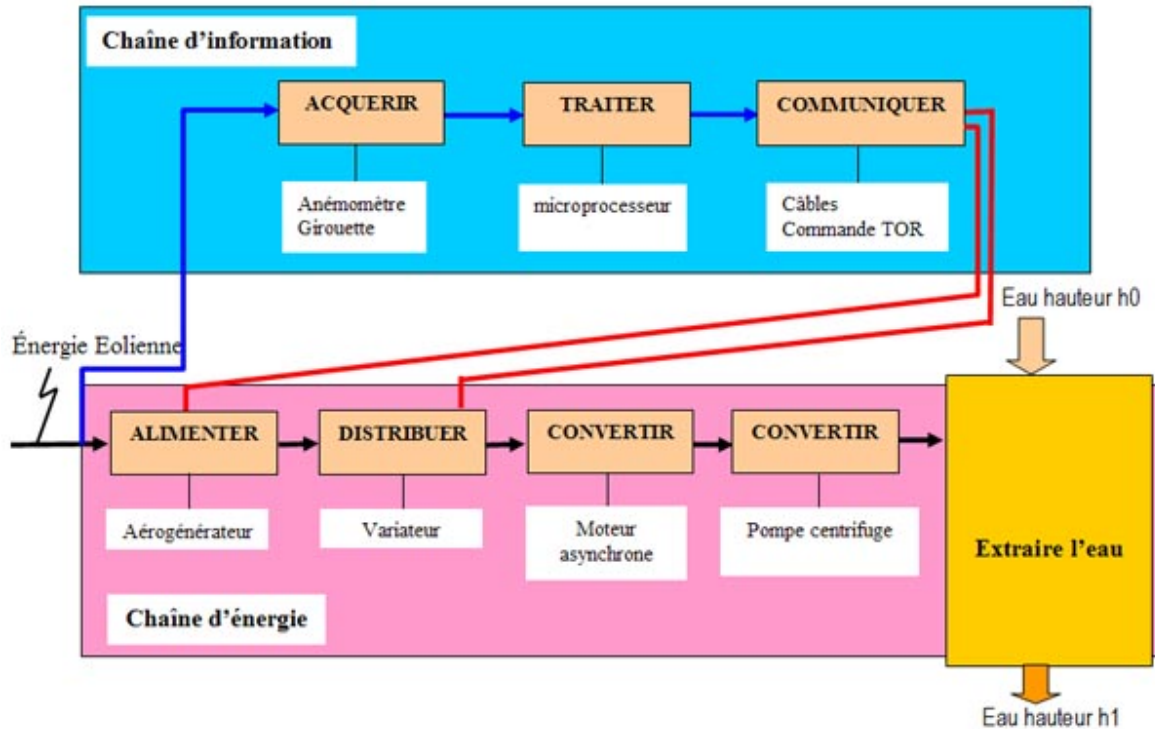 Chaîne d'information
ACQUERIR
TRAITER
COMMUNIQUER
Anémomètre
Girouette
microprocesseur
Câbles
Commande TOR
Eau hauteur h0
Énergie Eolienne
ALIMENTER
DISTRIBUER
CONVERTIR
CONVERTIR
Aérogénérateur
Variateur
Moteur
asynchrone
Pompe centrifuge
Extraire l'eau
Chaîne d'énergie
Eau hauteur h1